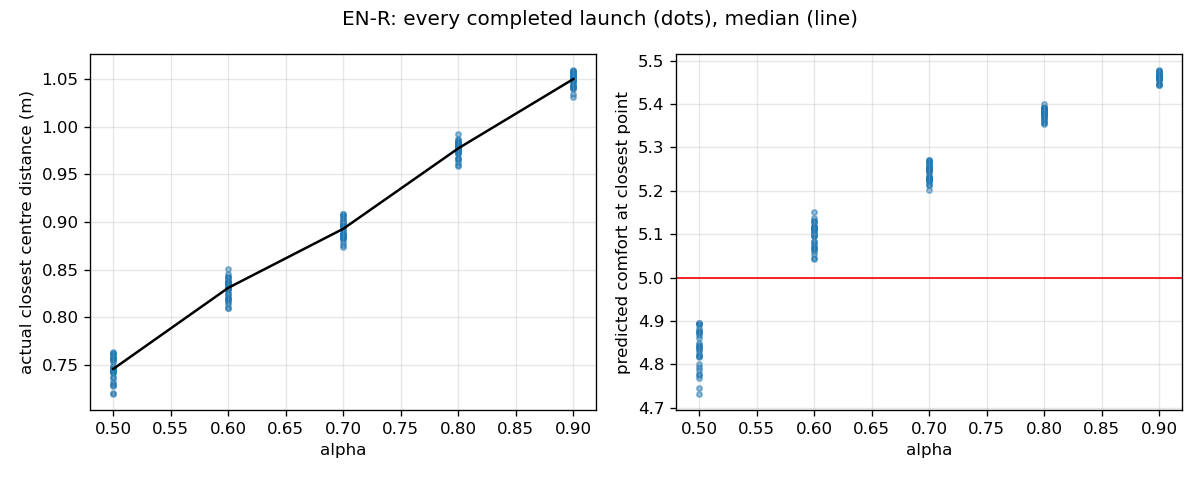 EN-R: every completed launch (dots), median (line)
actual closest centre distance (m)
1.05
1.00
0.95
0.90
0.85
0.80
0.75
0.50 0.55 0.60 0.65 0.70 0.75 0.80 0.85 0.90
alpha
predicted comfort at closest point
5.5
5.4
5.3
5.2
5.1
5.0
4.9
4.8
4.7
0.50 0.55 0.60 0.65 0.70 0.75 0.80 0.85 0.90
alpha